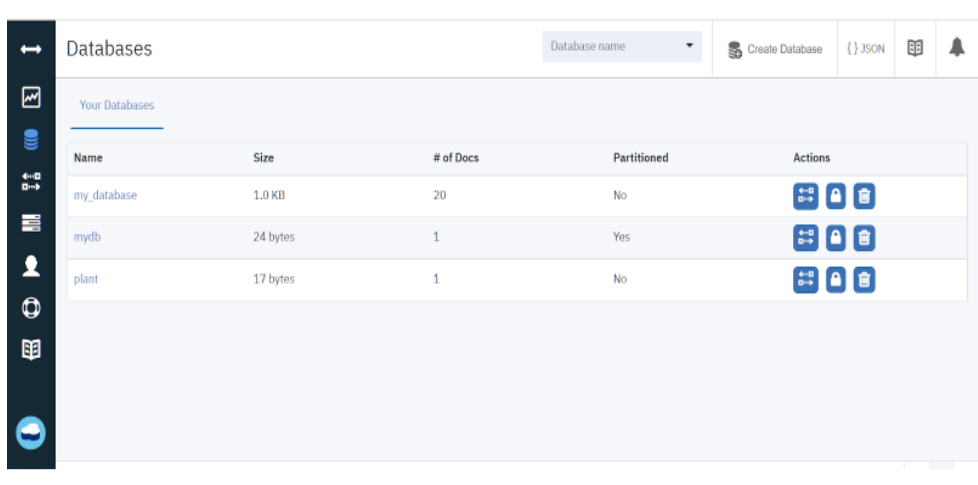 Databases
Database name
Create Database
{ } JSON
Your Databases
Name Size # of Docs Partitioned Actions
my_database 1.0 KB 20 No
mydb 24 bytes 1 Yes
plant 17 bytes 1 No